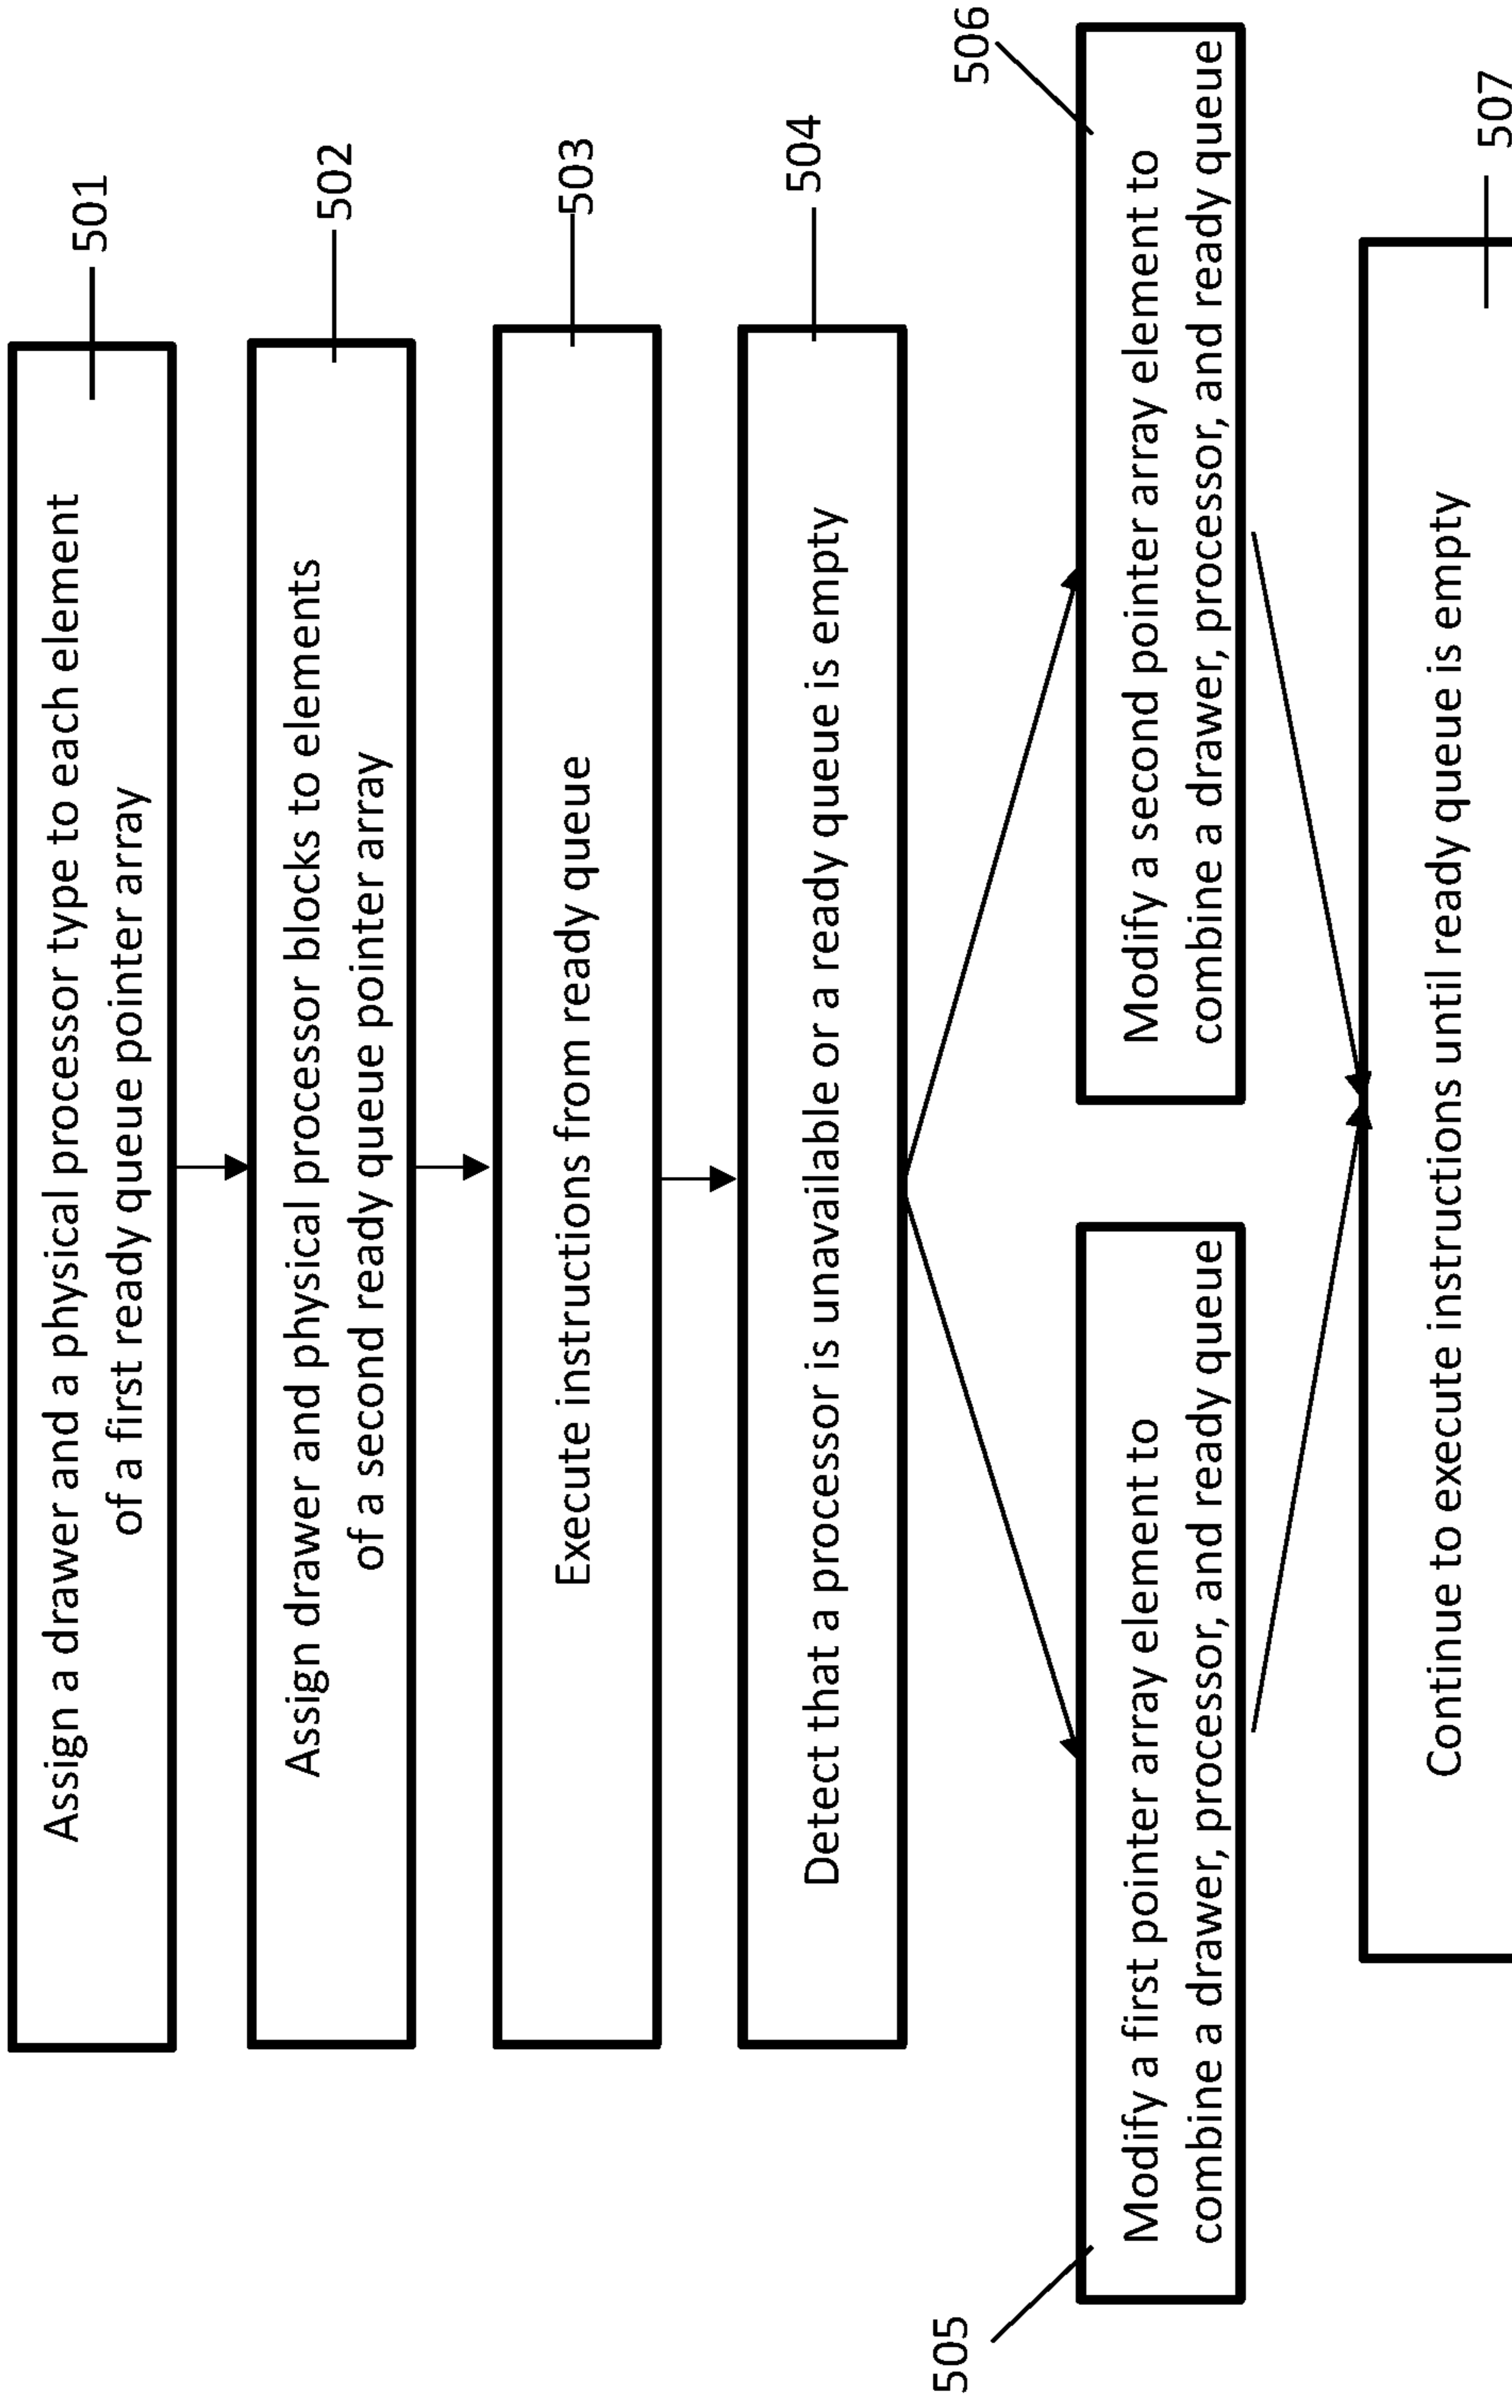 Assign a drawer and a physical processor type to each element
of a first ready queue pointer array
501
Assign drawer and physical processor blocks to elements
of a second ready queue pointer array
502
Execute instructions from ready queue
503
Detect that a processor is unavailable or a ready queue is empty
504
505
Modify a first pointer array element to
combine a drawer, processor, and ready queue
506
Modify a second pointer array element to
combine a drawer, processor, and ready queue
Continue to execute instructions until ready queue is empty
507